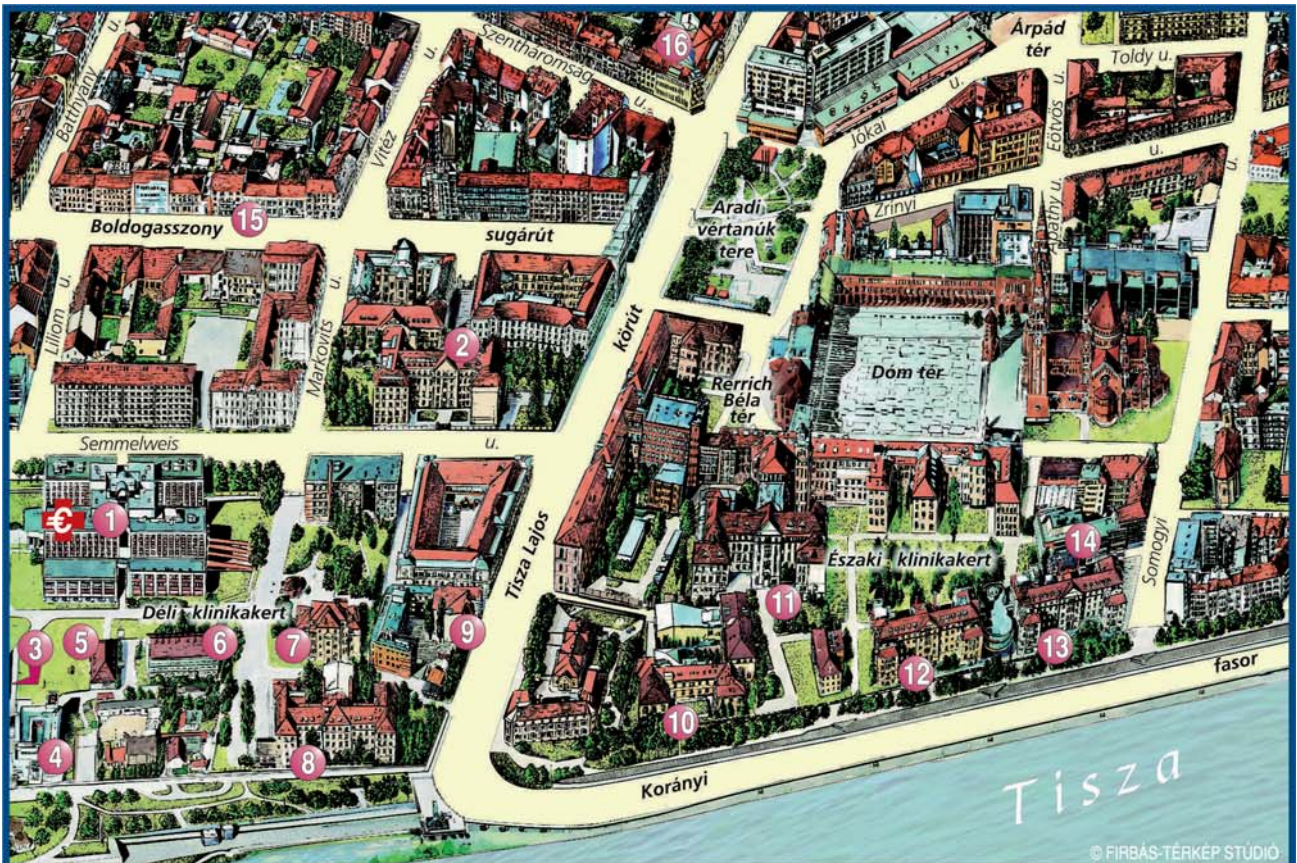 Batthyány
u.
Szentháromság
u.
16
Árpád
tér
Toldy u.
Jókai
u.
Eötvös
u.
Vitéz
u.
Zrínyi
u.
u.
15
Boldogasszony
sugárút
Aradi
vértanúk
tere
Liliom
u.
Markovits
u.
2
körút
Rerrich
Béla
tér
Dóm tér
Semmelweis
u.
€
1
Tisza Lajos
Északi klinikakert
14
Somogyi
Déli klinikakert
11
3
5
6
7
9
12
13
fasor
10
4
8
Korányi
Tisza
© FIRBÁS-TÉRKÉP STÚDIÓ